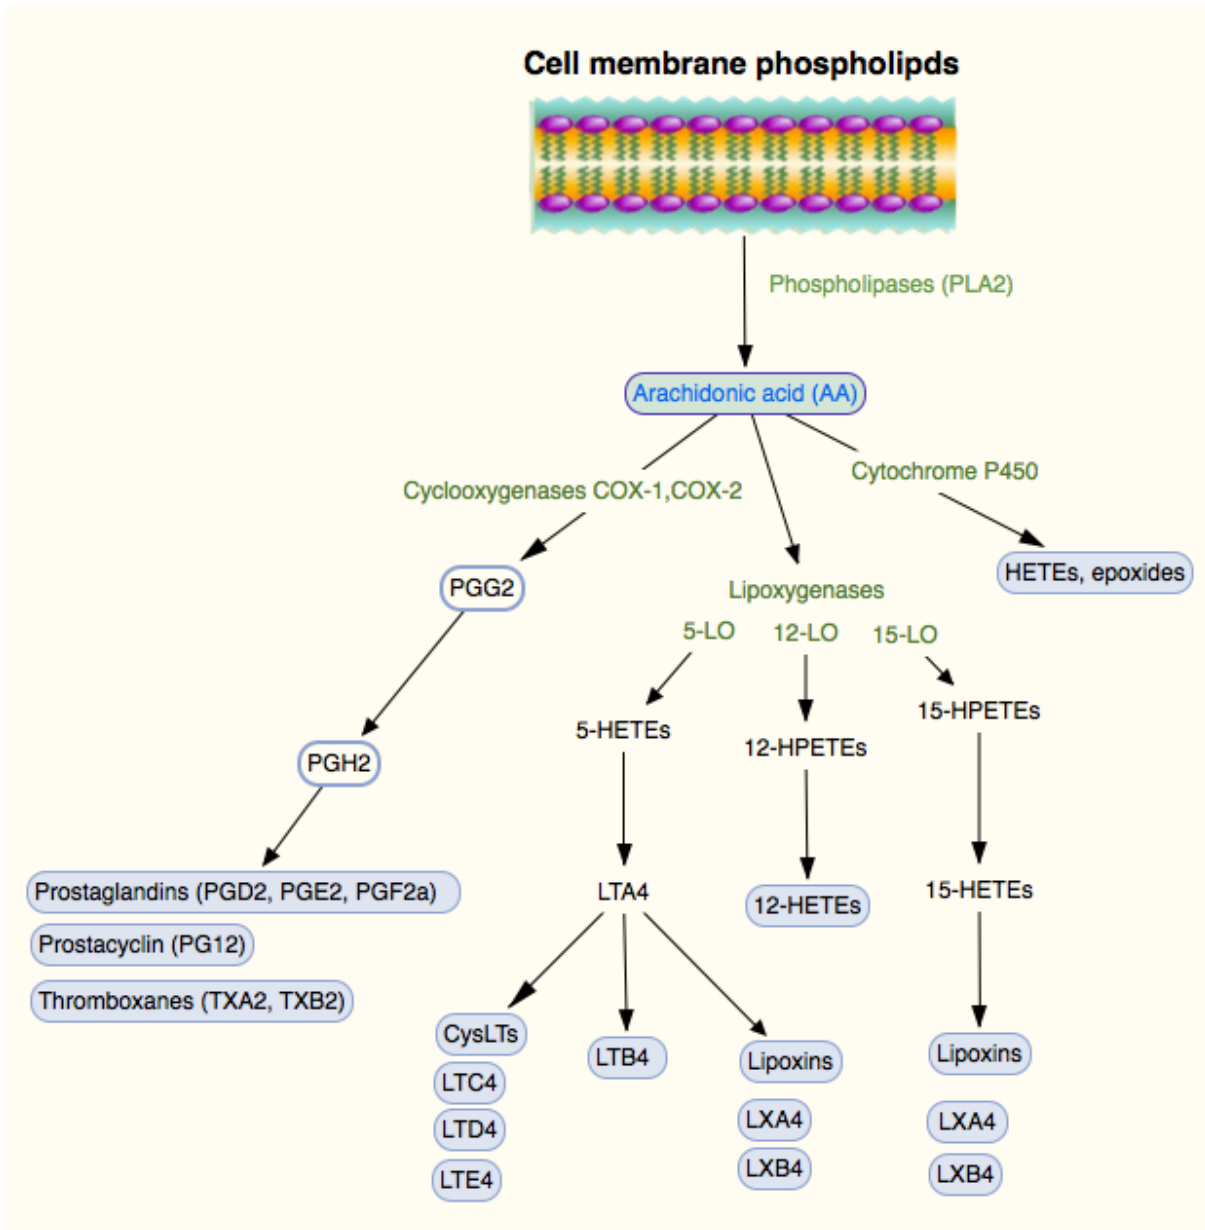 Cell membrane phospholipds
Phospholipases (PLA2)
Arachidonic acid (AA)
Cyclooxygenases COX-1,COX-2
Cytochrome P450
PGG2
HETEs, epoxides
Lipoxygenases
5-LO
12-LO
15-LO
15-HPETEs
5-HETEs
12-HPETEs
PGH2
Prostaglandins (PGD2, PGE2, PGF2a)
LTA4
12-HETEs
15-HETEs
Prostacyclin (PG12)
Thromboxanes (TXA2, TXB2)
CysLTs
LTB4
Lipoxins
Lipoxins
LTC4
LXA4
LXA4
LTD4
LXB4
LXB4
LTE4